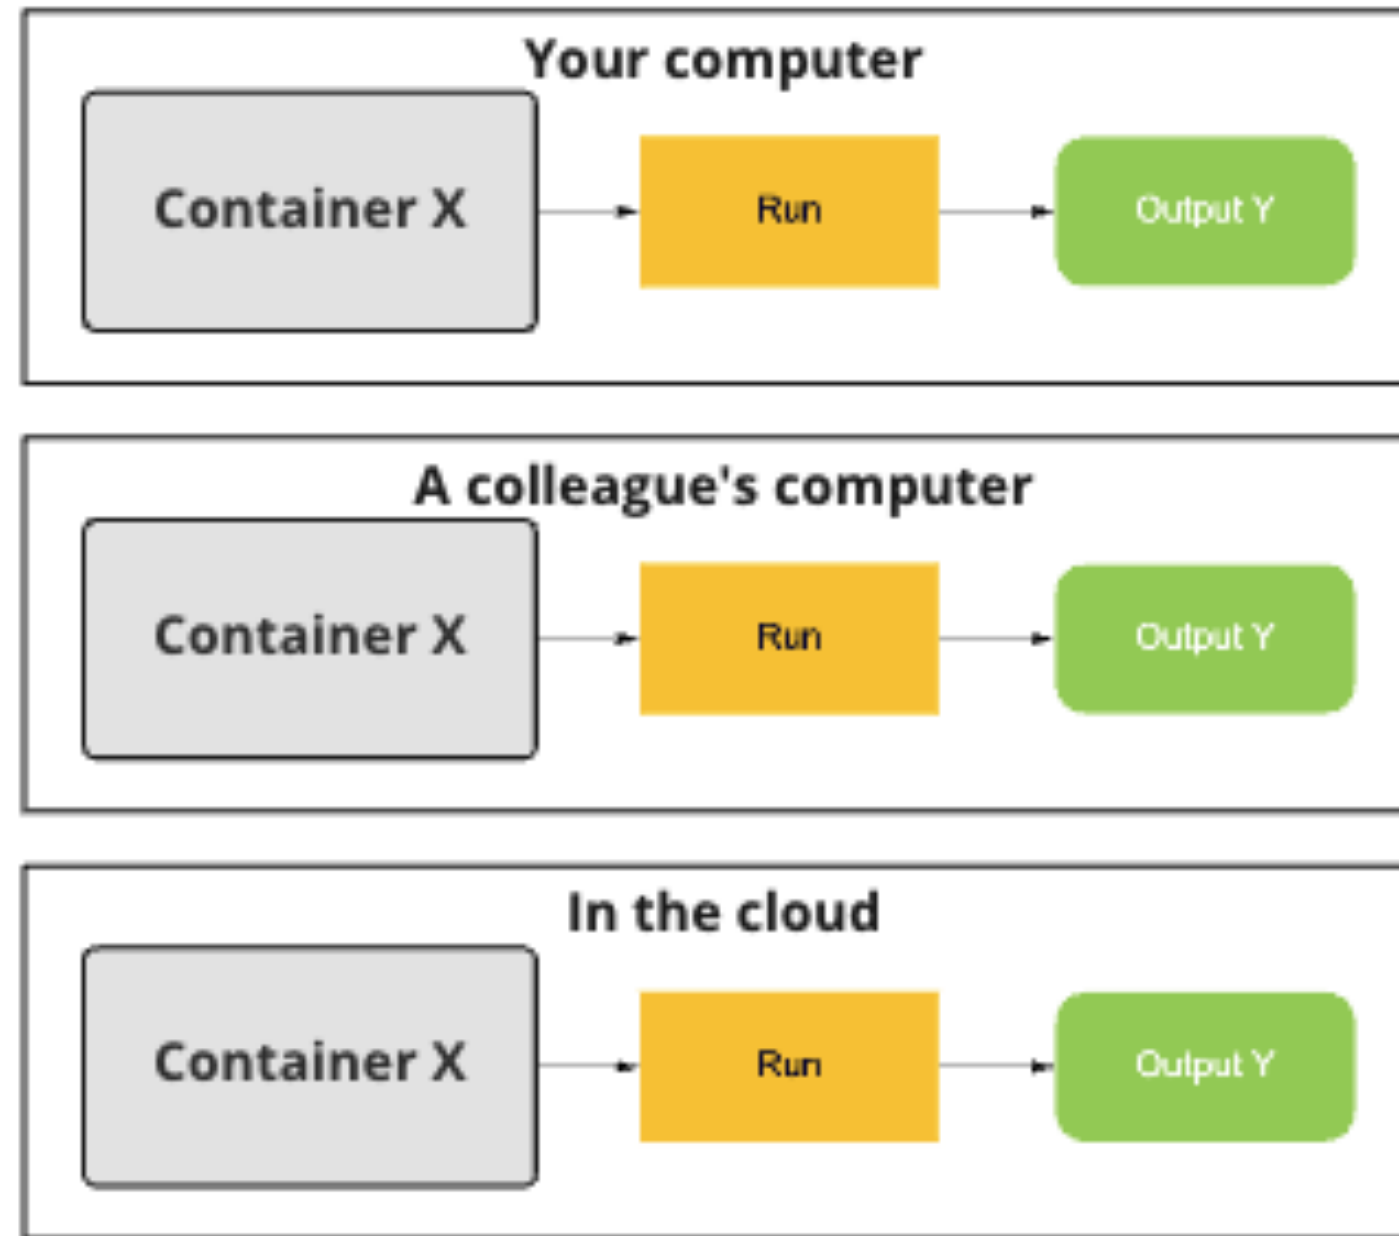 Your computer
Container X
Run
Output Y
A colleague's computer
Container X
Run
Output Y
In the cloud
Container X
Run
Output Y